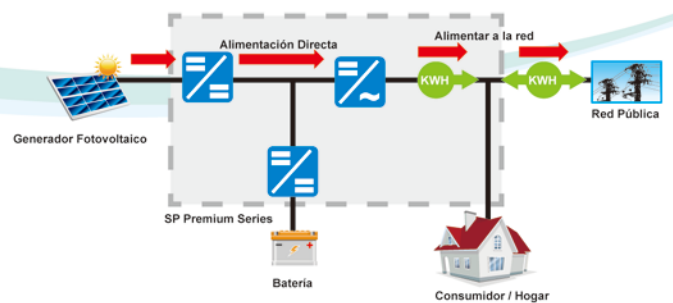 Alimentar a la red
Alimentación Directa
KWH
KWH
Red Pública
Generador Fotovoltaico
SP Premium Series
Batería
Consumidor / Hogar